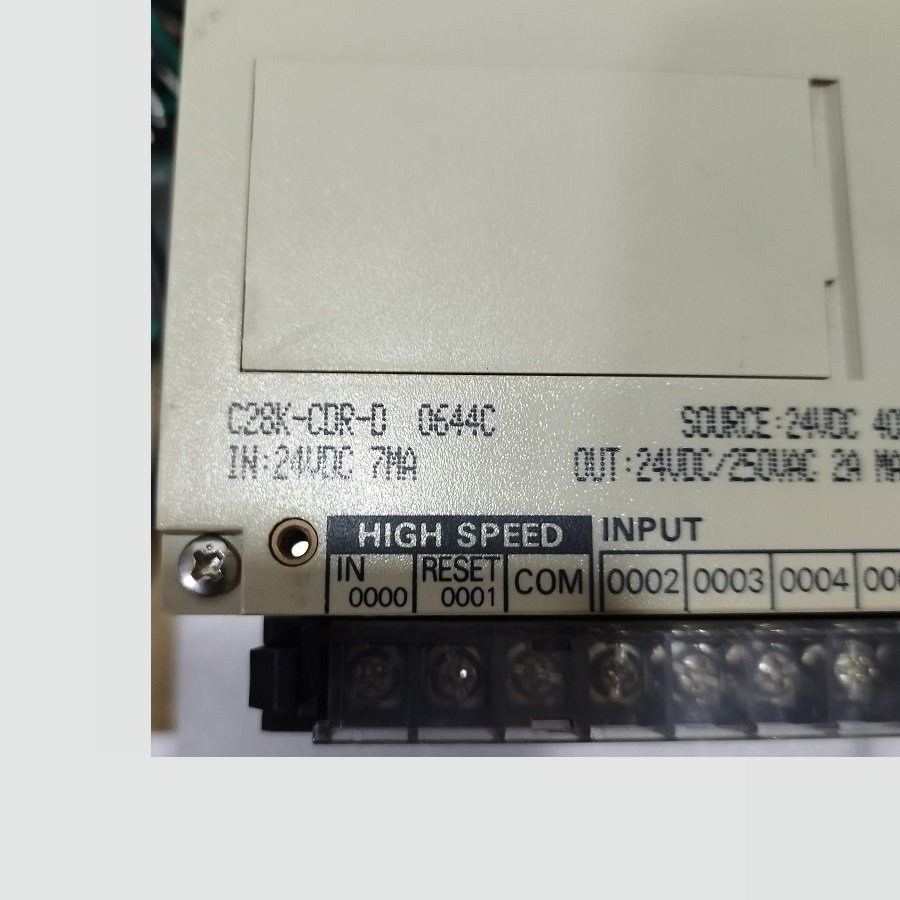 C28K-CDR-D 0644C SOURCE:24VDC
IN:24VDC 7MA OUT:24VDC/250VAC 2A
HIGH SPEED INPUT
IN 0000 RESET 0001 COM 0002 0003 0004